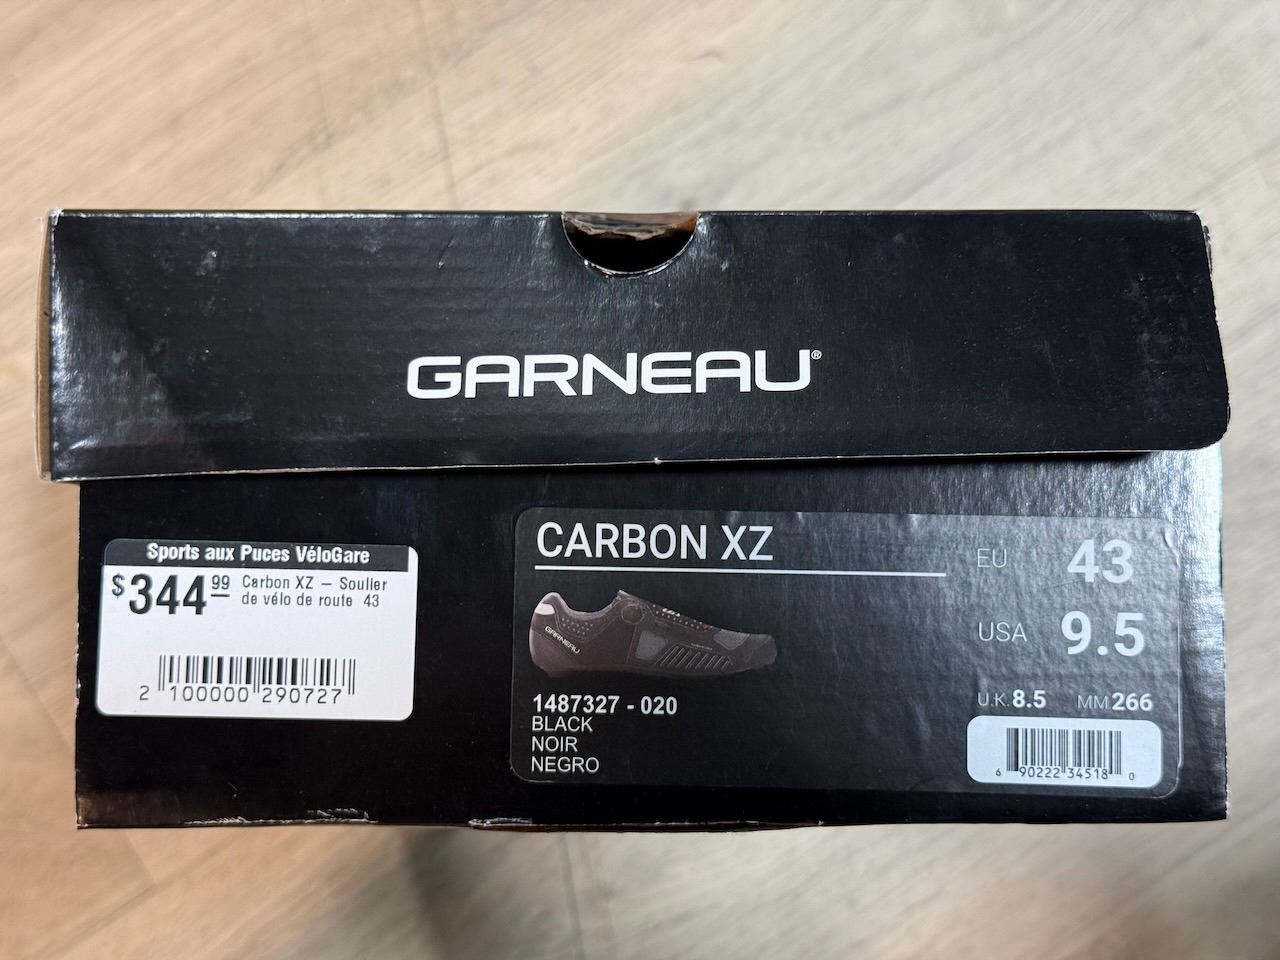 GARNEAU®
Sports aux Puces VéloGare
$344.99 Carbon XZ – Soulier
de vélo de route 43
2 100000 290727
CARBON XZ
GARNEAU
1487327 - 020
BLACK
NOIR
NEGRO
EU 43
USA 9.5
U.K. 8.5 MM 266
6 90222 34518 0